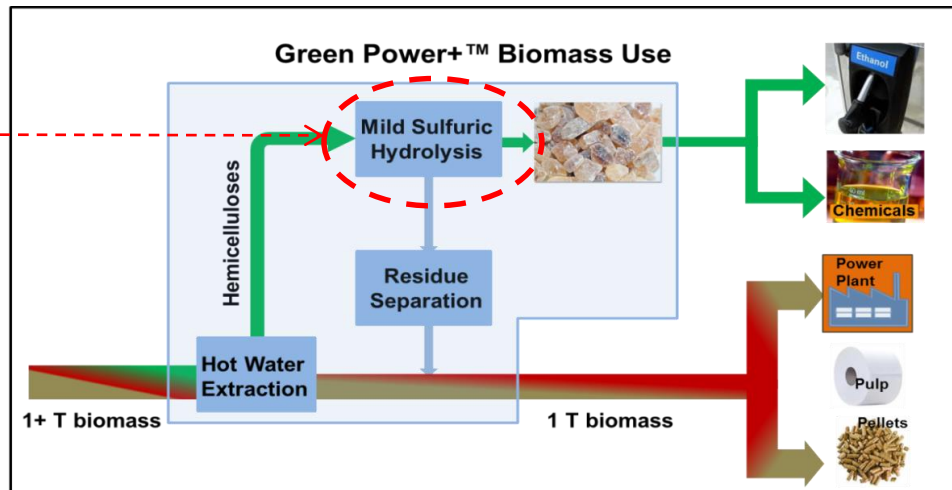 Green Power+™ Biomass Use
Mild Sulfuric
Hydrolysis
Ethanol
Chemicals
Hemicelluloses
Residue
Separation
Power
Plant
Hot Water
Extraction
Pulp
1+ T biomass
1 T biomass
Pellets